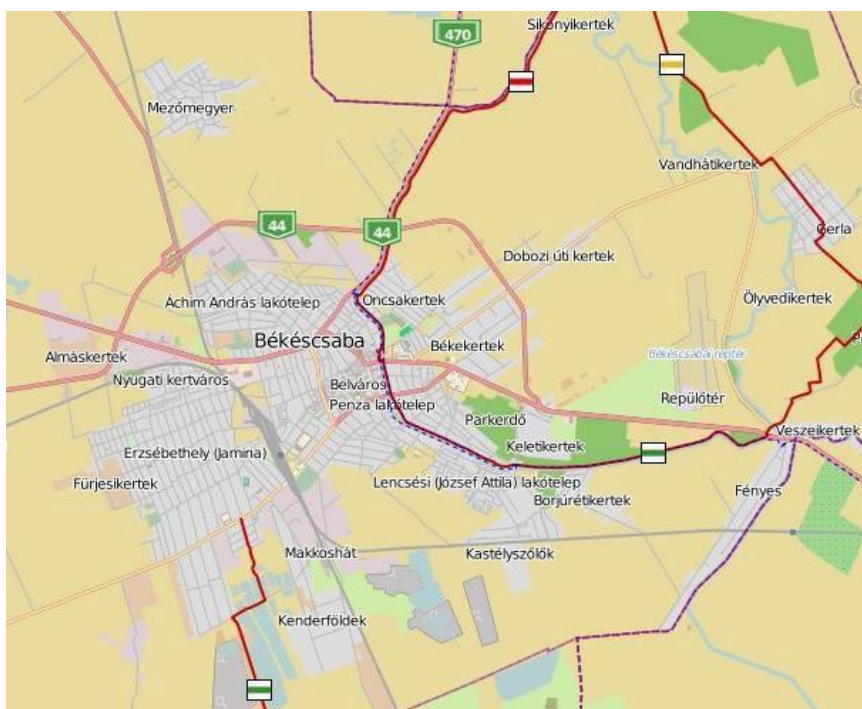 Sikonyikertek
470
Mezőmegyer
Vandhátikertek
Gerla
44
44
Dobozi úti kertek
Ölyvedikertek
Áchim András lakótelep
Oncsakertek
Békéscsaba
Békekertek
Almáskertek
Békéscsabai reptér
Nyugati kertváros
Belváros
Penza lakótelep
Repülőtér
Parkerdő
Veszeikertek
Keletikertek
Erzsébethely (Jamina)
Fürjesikertek
Lencsési (József Attila) lakótelep
Fényes
Borjúrétikertek
Makkoshát
Kastélyszőlők
Kenderföldek